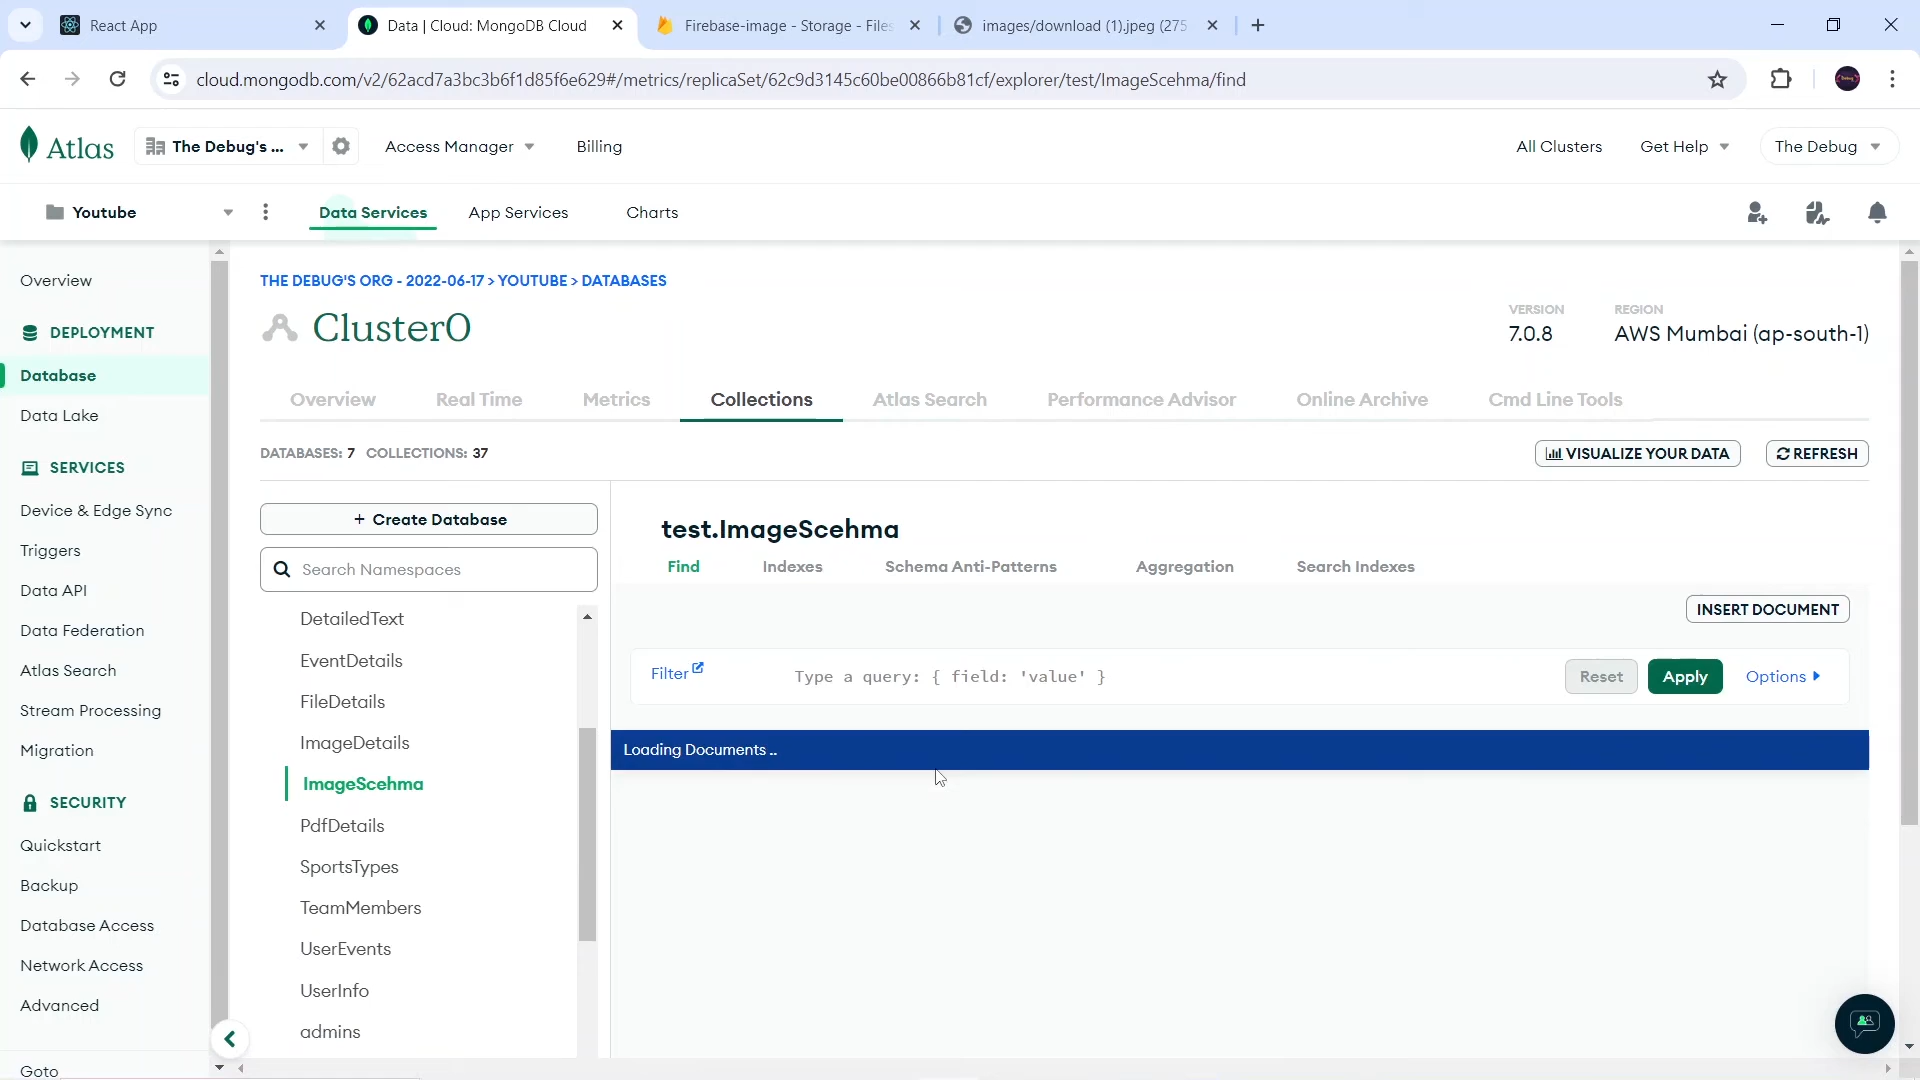 React App
Data | Cloud: MongoDB Cloud
Firebase-image - Storage - Files
images/download (1).jpeg (275
cloud.mongodb.com/v2/62acd7a3bc3b6f1d85f6e629#/metrics/replicaSet/62c9d3145c60be00866b81cf/explorer/test/ImageScehma/find
Atlas
The Debug's ...
Access Manager
Billing
All Clusters
Get Help
The Debug
Youtube
Data Services
App Services
Charts
Overview
DEPLOYMENT
Database
Data Lake
SERVICES
Device & Edge Sync
Triggers
Data API
Data Federation
Atlas Search
Stream Processing
Migration
SECURITY
Quickstart
Backup
Database Access
Network Access
Advanced
Goto
THE DEBUG'S ORG - 2022-06-17 > YOUTUBE > DATABASES
Cluster0
VERSION
7.0.8
REGION
AWS Mumbai (ap-south-1)
Overview
Real Time
Metrics
Collections
Atlas Search
Performance Advisor
Online Archive
Cmd Line Tools
DATABASES: 7 COLLECTIONS: 37
VISUALIZE YOUR DATA
REFRESH
+ Create Database
Search Namespaces
DetailedText
EventDetails
FileDetails
ImageDetails
ImageScehma
PdfDetails
SportsTypes
TeamMembers
UserEvents
UserInfo
admins
test.ImageScehma
Find
Indexes
Schema Anti-Patterns
Aggregation
Search Indexes
INSERT DOCUMENT
Filter
Type a query: { field: 'value' }
Reset
Apply
Options
Loading Documents ..